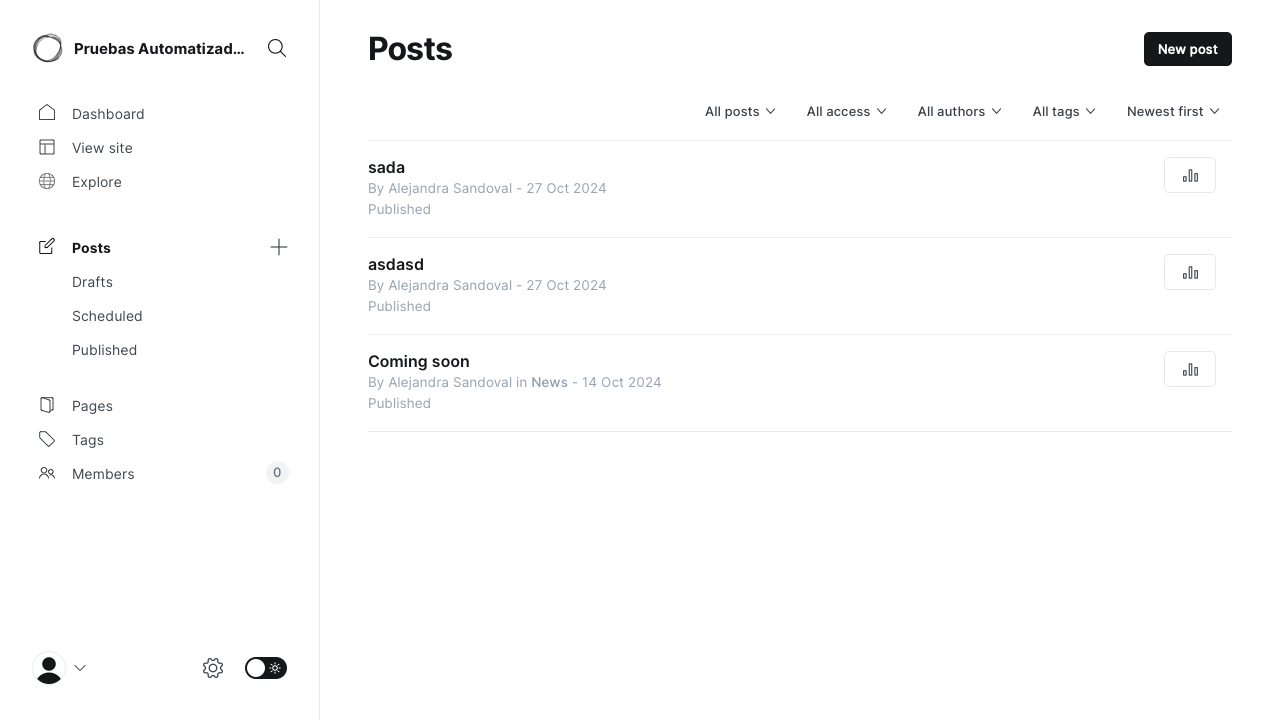 Pruebas Automatizad...
Dashboard
View site
Explore
Posts
Drafts
Scheduled
Published
Pages
Tags
Members
0
Posts
New post
All posts
All access
All authors
All tags
Newest first
sada
By Alejandra Sandoval - 27 Oct 2024
Published
asdasd
By Alejandra Sandoval - 27 Oct 2024
Published
Coming soon
By Alejandra Sandoval in News - 14 Oct 2024
Published